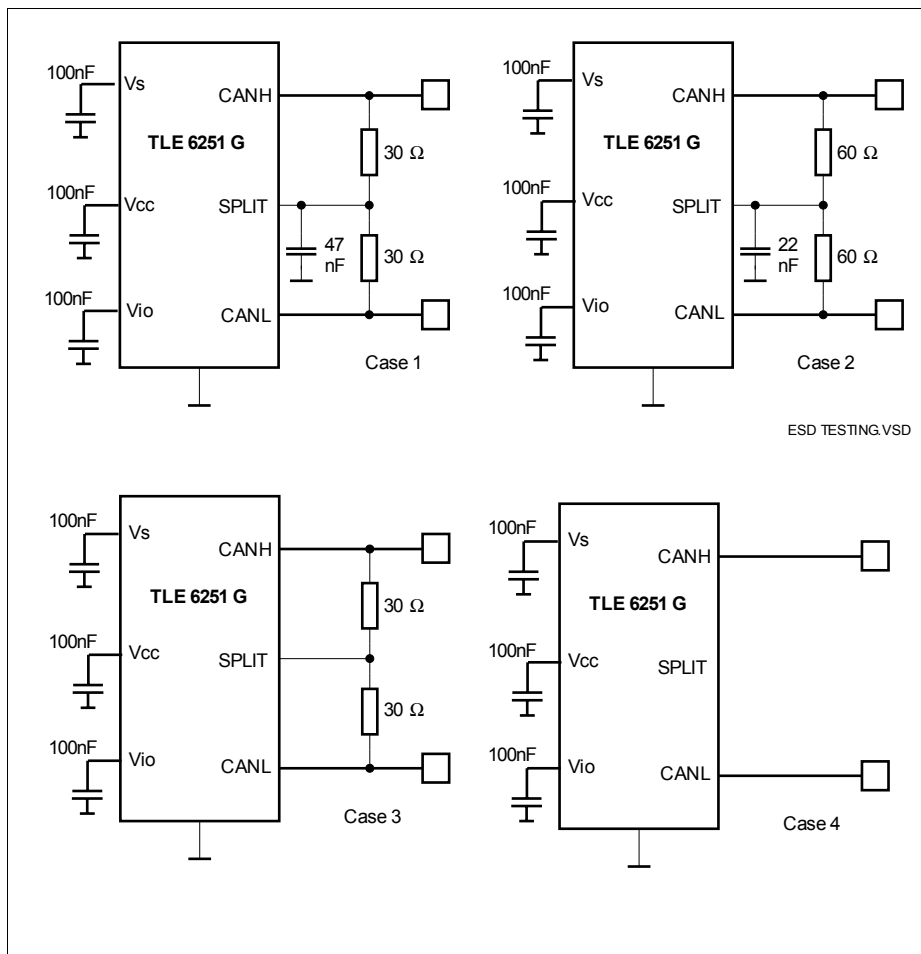 100nF
Vs
CANH
TLE 6251 G
30 Ω
100nF
Vcc
SPLIT
47
nF
30 Ω
100nF
Vio
CANL
Case 1
100nF
Vs
CANH
TLE 6251 G
60 Ω
100nF
Vcc
SPLIT
22
nF
60 Ω
100nF
Vio
CANL
Case 2
ESD TESTING.VSD
100nF
Vs
CANH
TLE 6251 G
30 Ω
100nF
Vcc
SPLIT
30 Ω
100nF
Vio
CANL
Case 3
100nF
Vs
CANH
TLE 6251 G
100nF
Vcc
SPLIT
100nF
Vio
CANL
Case 4